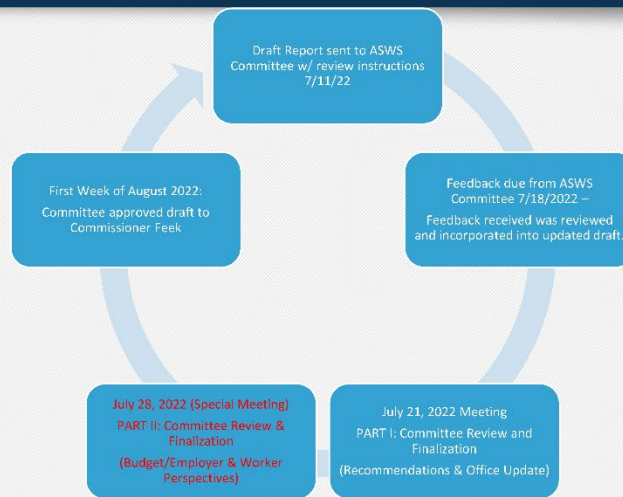 Draft Report sent to ASWS
Committee w/ review instructions
7/11/22
Feedback due from ASWS
Committee 7/18/2022 –
Feedback received was reviewed
and incorporated into updated draft.
July 21, 2022 Meeting
PART I: Committee Review and
Finalization
(Recommendations & Office Update)
July 28, 2022 (Special Meeting)
PART II: Committee Review &
Finalization
(Budget/Employer & Worker
Perspectives)
First Week of August 2022:
Committee approved draft to
Commissioner Feek